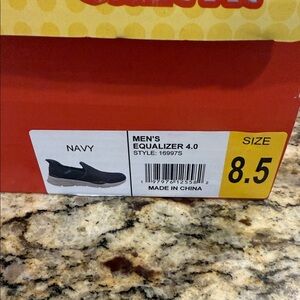 NAVY
MEN'S
EQUALIZER 4.0
STYLE: 16997S
MADE IN CHINA
SIZE
8.5